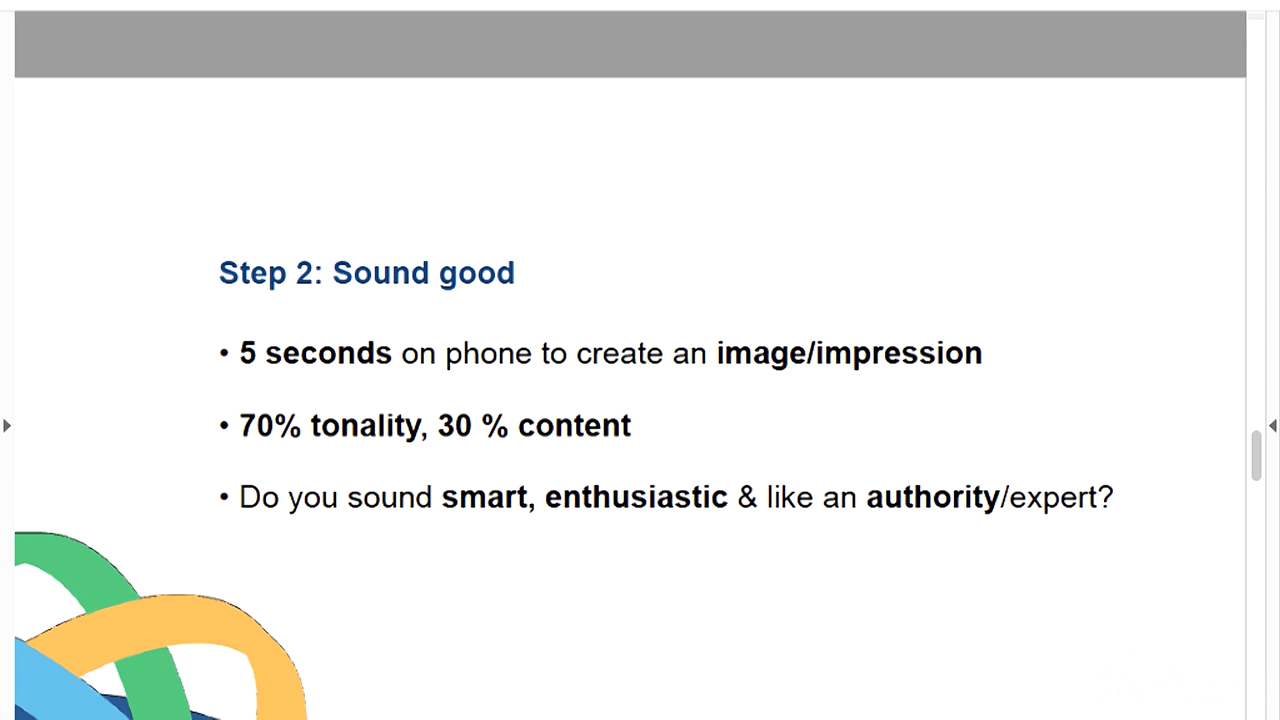 Step 2: Sound good
• 5 seconds on phone to create an image/impression
• 70% tonality, 30 % content
• Do you sound smart, enthusiastic & like an authority/expert?